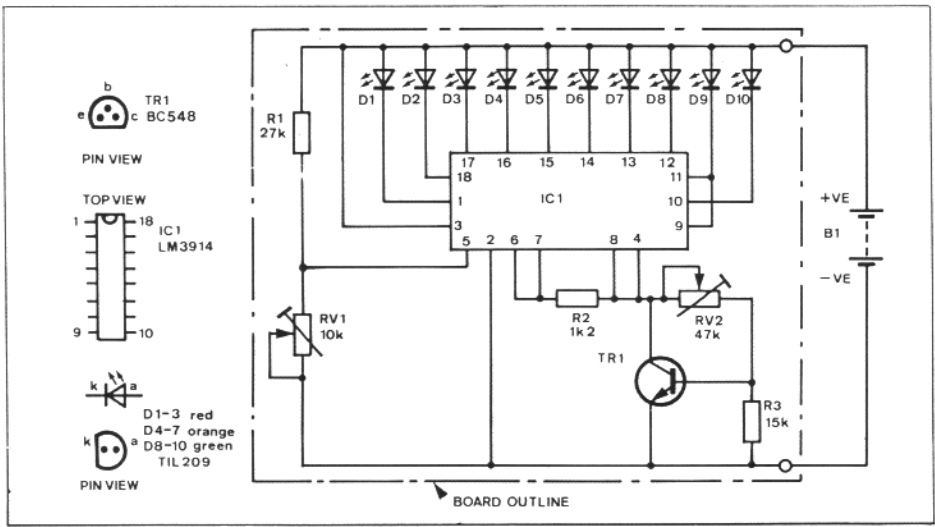 b
e
c
TR1
BC548
PIN VIEW
TOP VIEW
1
18
IC1
LM3914
9
10
k
a
D1-3 red
D4-7 orange
D8-10 green
TIL209
k
a
PIN VIEW
R1
27k
D1
D2
D3
D4
D5
D6
D7
D8
D9
D10
17
16
15
14
13
12
18
11
1
IC1
10
3
9
5
2
6
7
8
4
RV1
10k
R2
1k2
RV2
47k
TR1
R3
15k
+VE
B1
-VE
BOARD OUTLINE